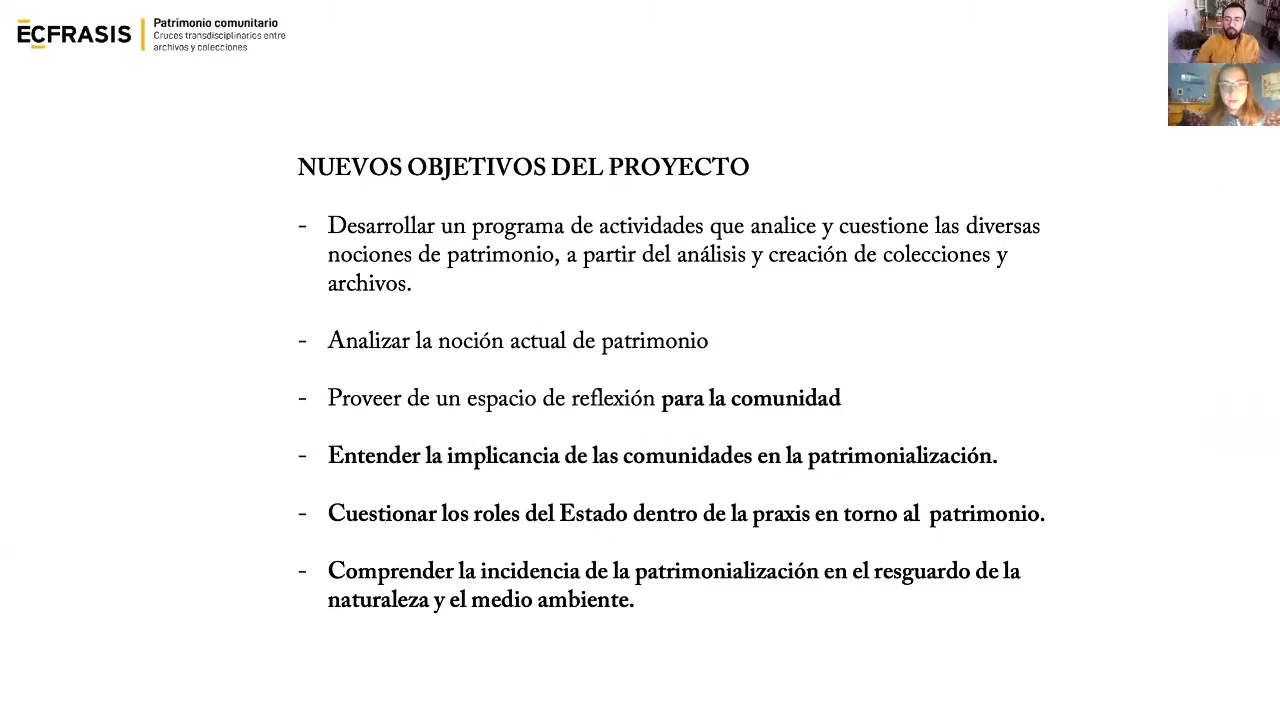 ECFRASIS
Patrimonio comunitario
Cruces transdisciplinarios entre
archivos y colecciones
NUEVOS OBJETIVOS DEL PROYECTO
- Desarrollar un programa de actividades que analice y cuestione las diversas
nociones de patrimonio, a partir del análisis y creación de colecciones y
archivos.
- Analizar la noción actual de patrimonio
- Proveer de un espacio de reflexión para la comunidad
- Entender la implicancia de las comunidades en la patrimonialización.
- Cuestionar los roles del Estado dentro de la praxis en torno al patrimonio.
- Comprender la incidencia de la patrimonialización en el resguardo de la
naturaleza y el medio ambiente.